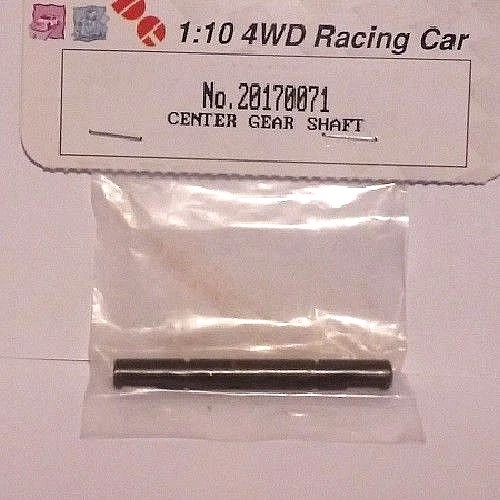 1:10 4WD Racing Car
No.20170071
CENTER GEAR SHAFT